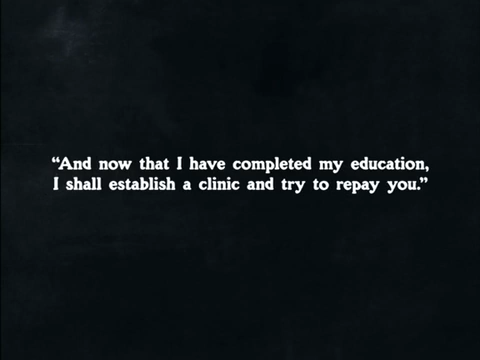 “And now that I have completed my education,
I shall establish a clinic and try to repay you.”